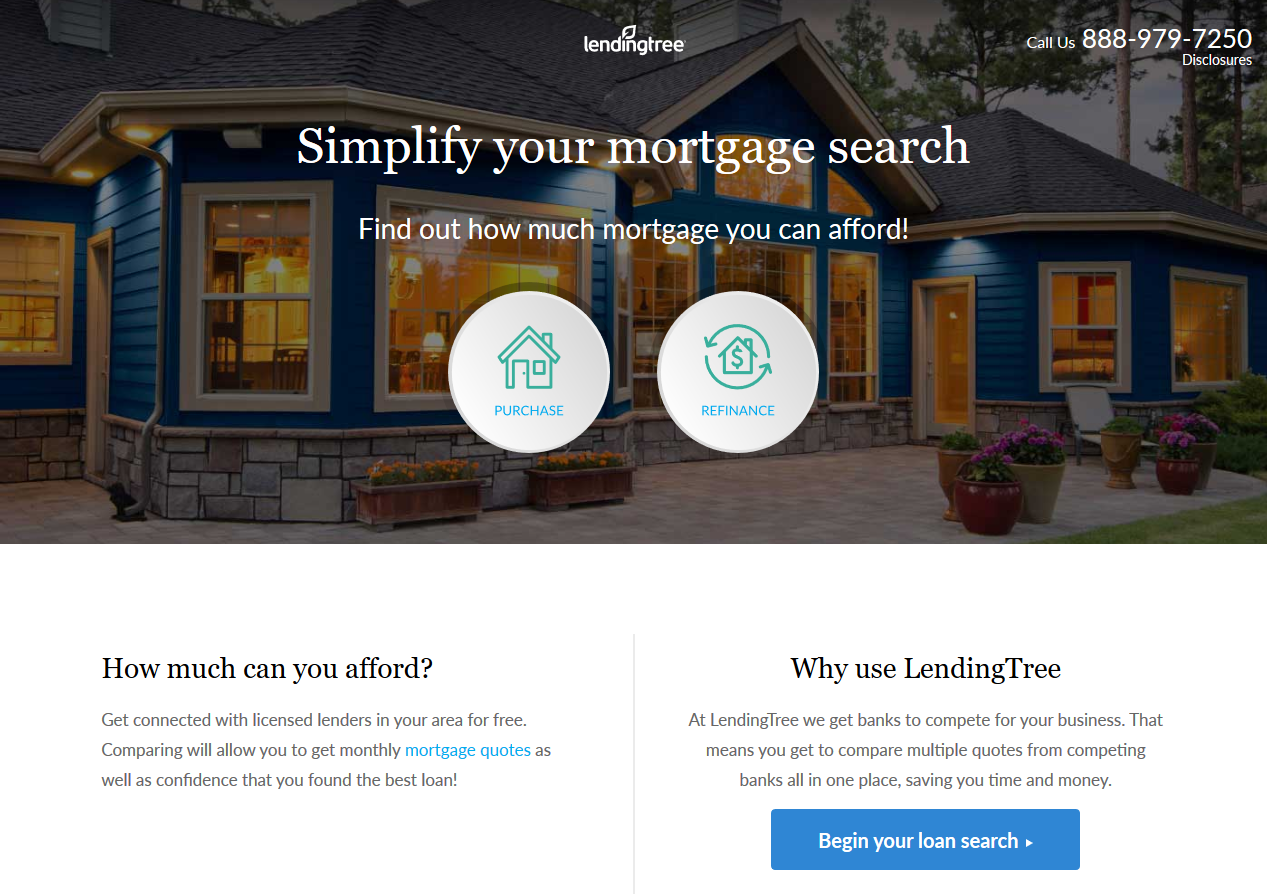 lendingtree
Call Us 888-979-7250
Disclosures
Simplify your mortgage search
Find out how much mortgage you can afford!
PURCHASE
REFINANCE
How much can you afford?
Get connected with licensed lenders in your area for free.
Comparing will allow you to get monthly mortgage quotes as
well as confidence that you found the best loan!
Why use LendingTree
At LendingTree we get banks to compete for your business. That
means you get to compare multiple quotes from competing
banks all in one place, saving you time and money.
Begin your loan search ▸